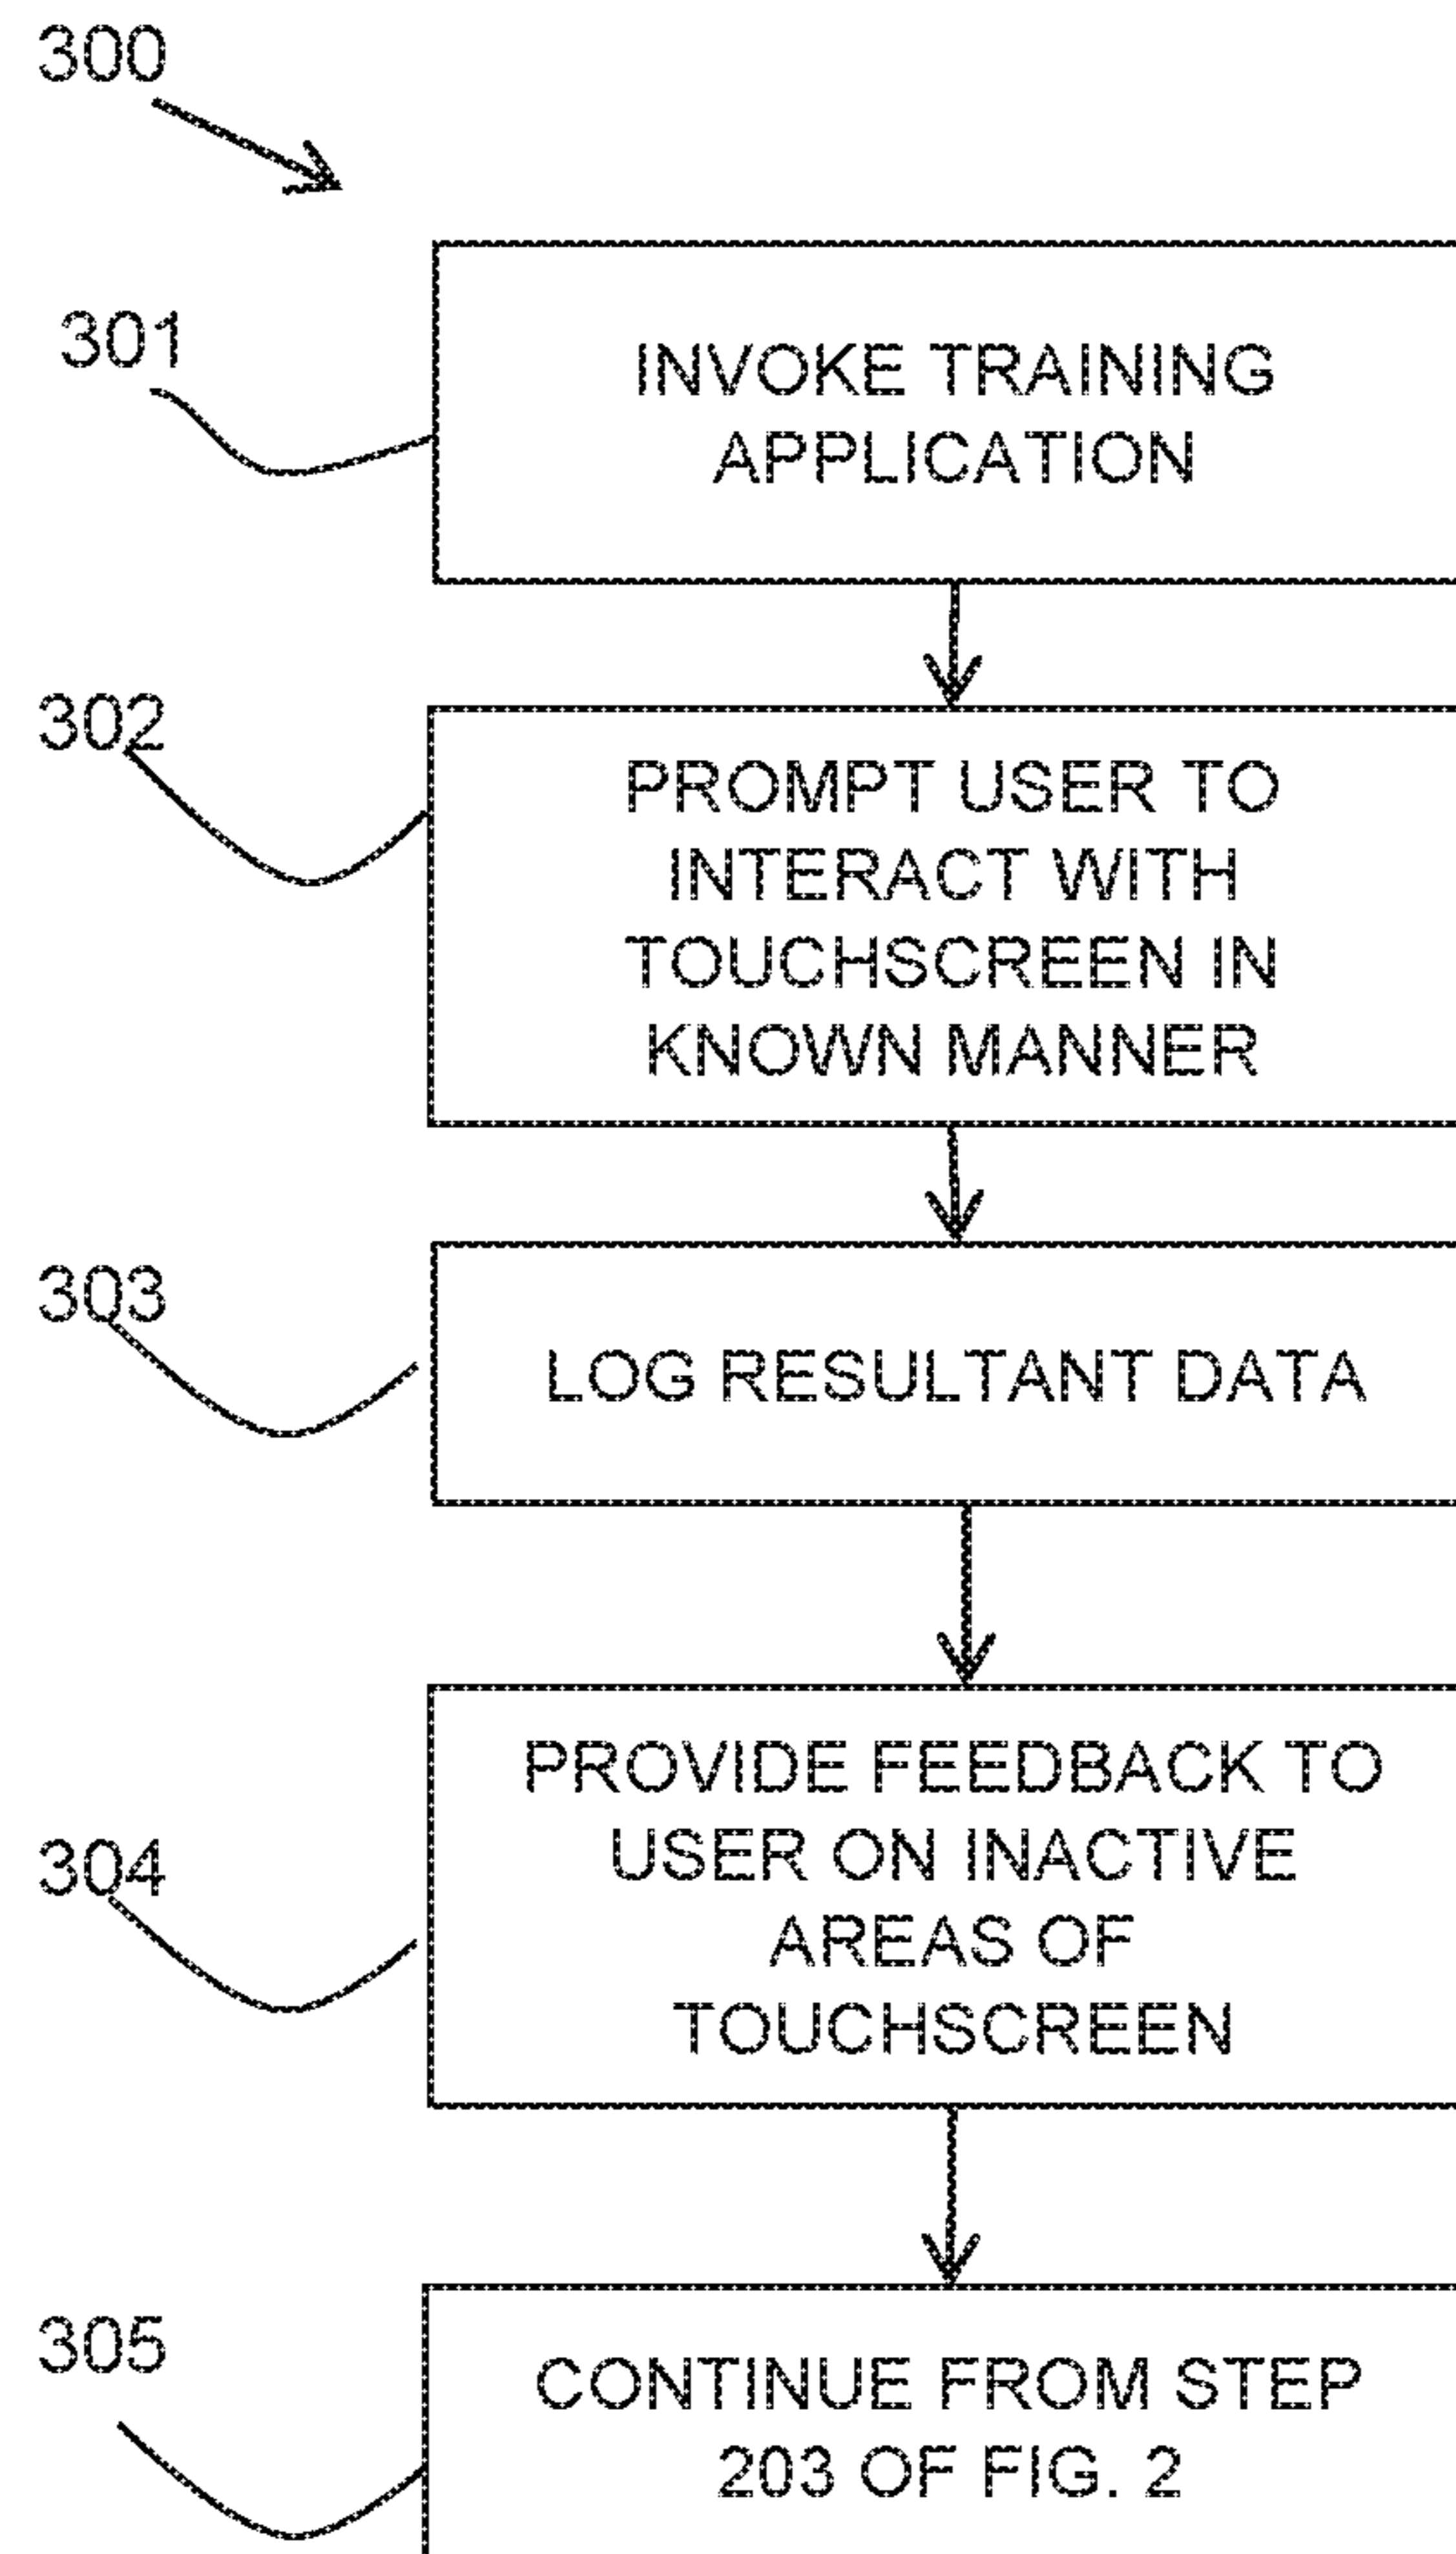 300
301
INVOKE TRAINING
APPLICATION
302
PROMPT USER TO
INTERACT WITH
TOUCHSCREEN IN
KNOWN MANNER
303
LOG RESULTANT DATA
304
PROVIDE FEEDBACK TO
USER ON INACTIVE
AREAS OF
TOUCHSCREEN
305
CONTINUE FROM STEP
203 OF FIG. 2